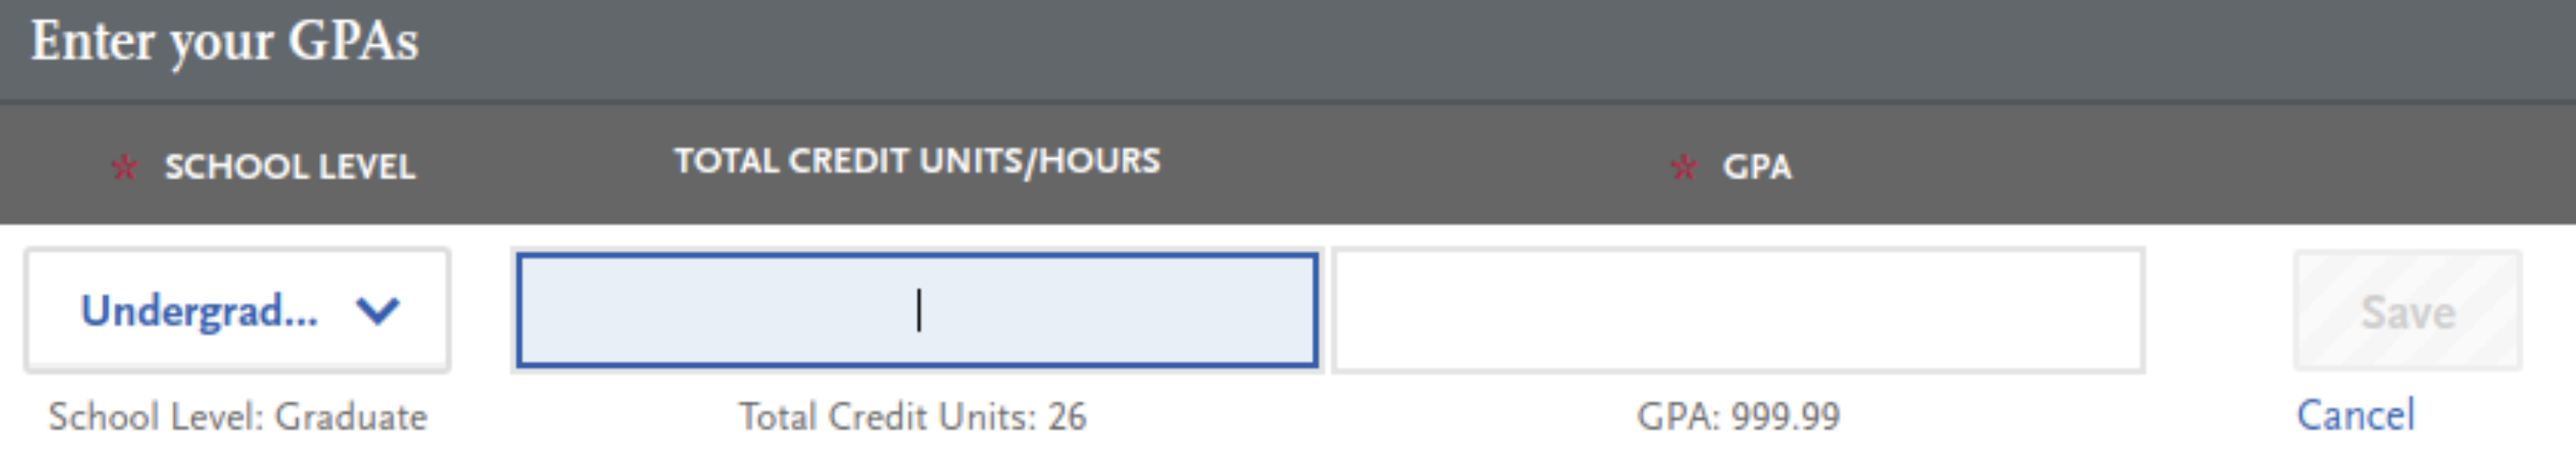 Enter your GPAs
* SCHOOL LEVEL TOTAL CREDIT UNITS/HOURS * GPA
Undergrad... Save
School Level: Graduate Total Credit Units: 26 GPA: 999.99 Cancel